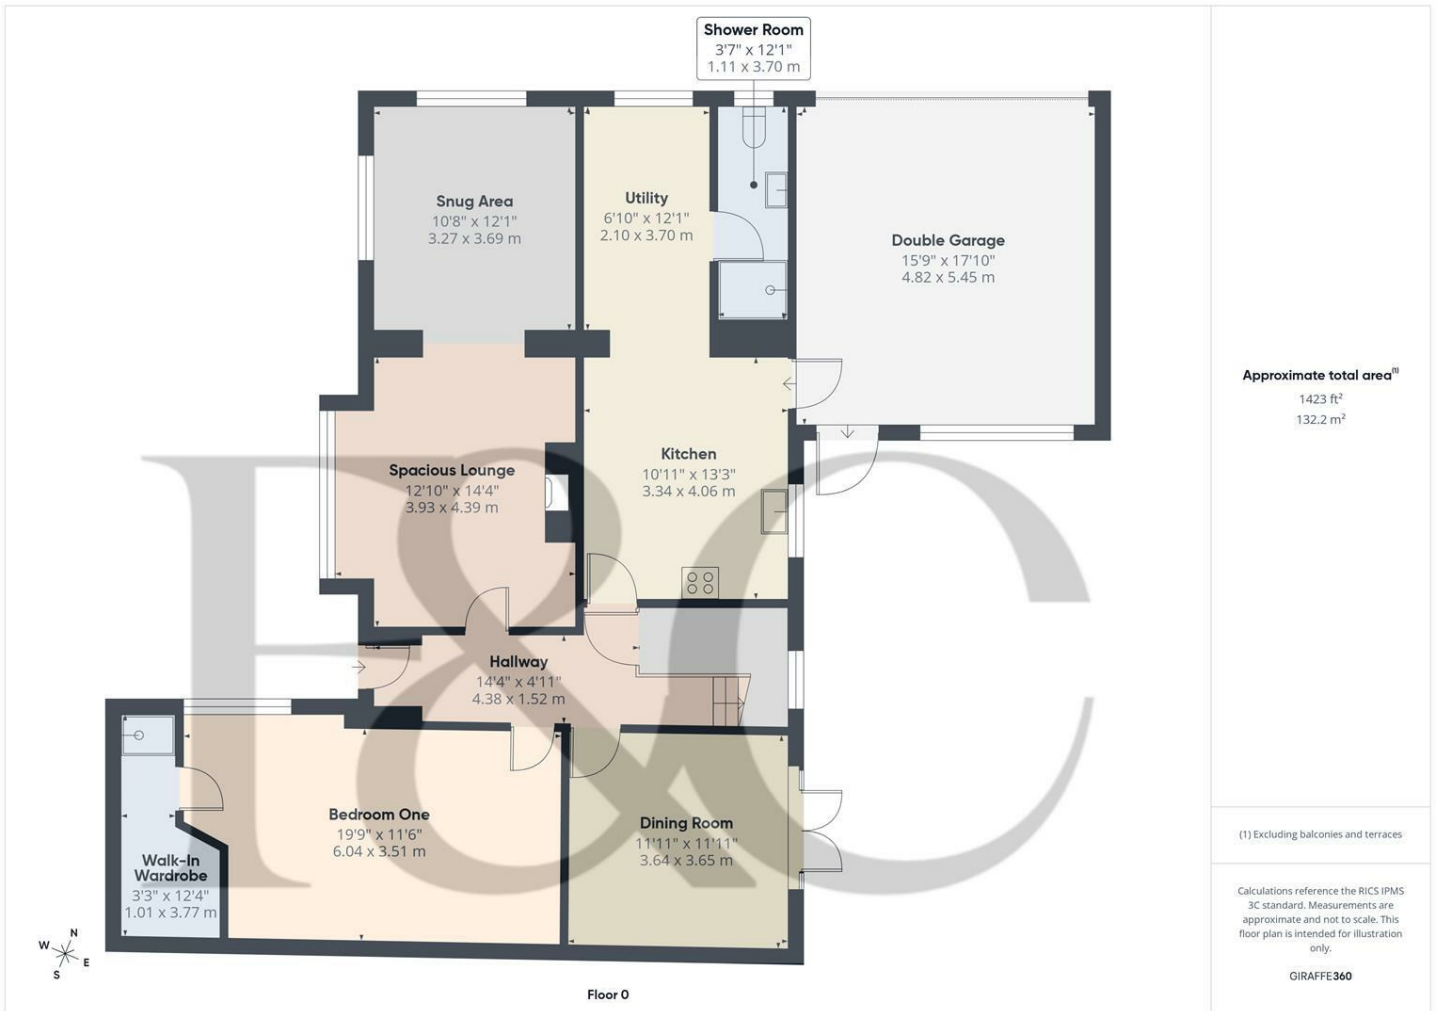 Shower Room
3'7" x 12'1"
1.11 x 3.70 m
Snug Area
10'8" x 12'1"
3.27 x 3.69 m
Utility
6'10" x 12'1"
2.10 x 3.70 m
Double Garage
15'9" x 17'10"
4.82 x 5.45 m
Spacious Lounge
12'10" x 14'4"
3.93 x 4.39 m
Kitchen
10'11" x 13'3"
3.34 x 4.06 m
Hallway
14'4" x 4'11"
4.38 x 1.52 m
Bedroom One
19'9" x 11'6"
6.04 x 3.51 m
Dining Room
11'11" x 11'11"
3.64 x 3.65 m
Walk-In
Wardrobe
3'3" x 12'4"
1.01 x 3.77 m
F&C
N
W
E
S
Floor 0
Approximate total area(1)
1423 ft²
132.2 m²
(1) Excluding balconies and terraces
Calculations reference the RICS IPMS
3C standard. Measurements are
approximate and not to scale. This
floor plan is intended for illustration
only.
GIRAFFE360